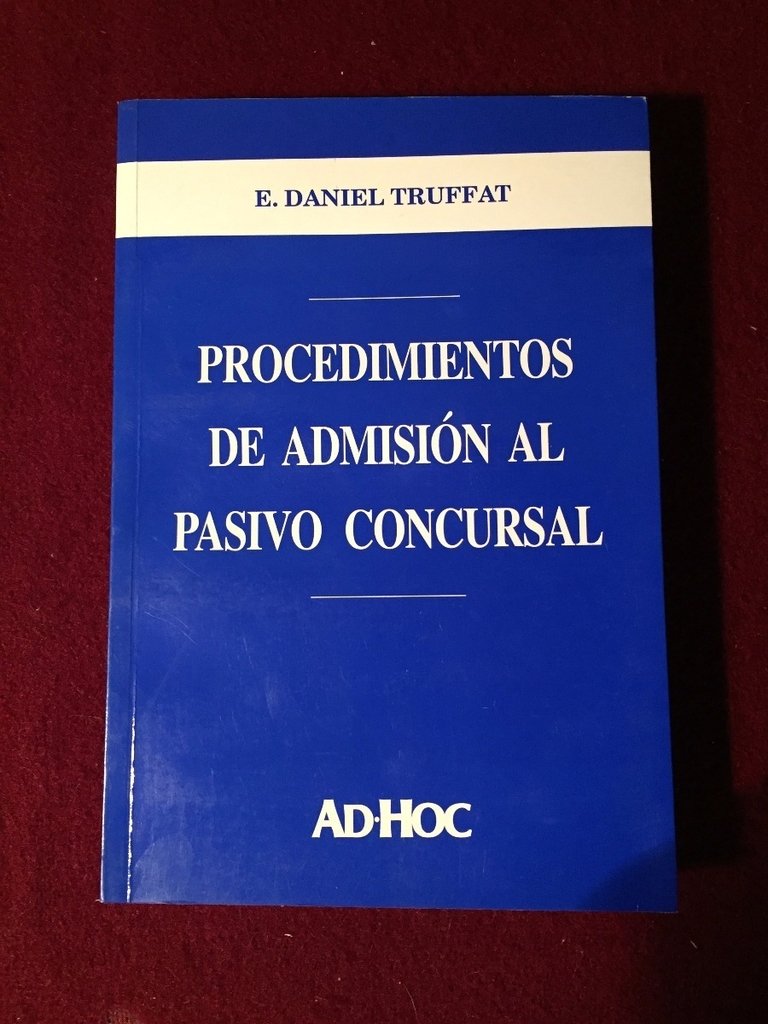 E. DANIEL TRUFFAT
PROCEDIMIENTOS
DE ADMISIÓN AL
PASIVO CONCURSAL
AD·HOC